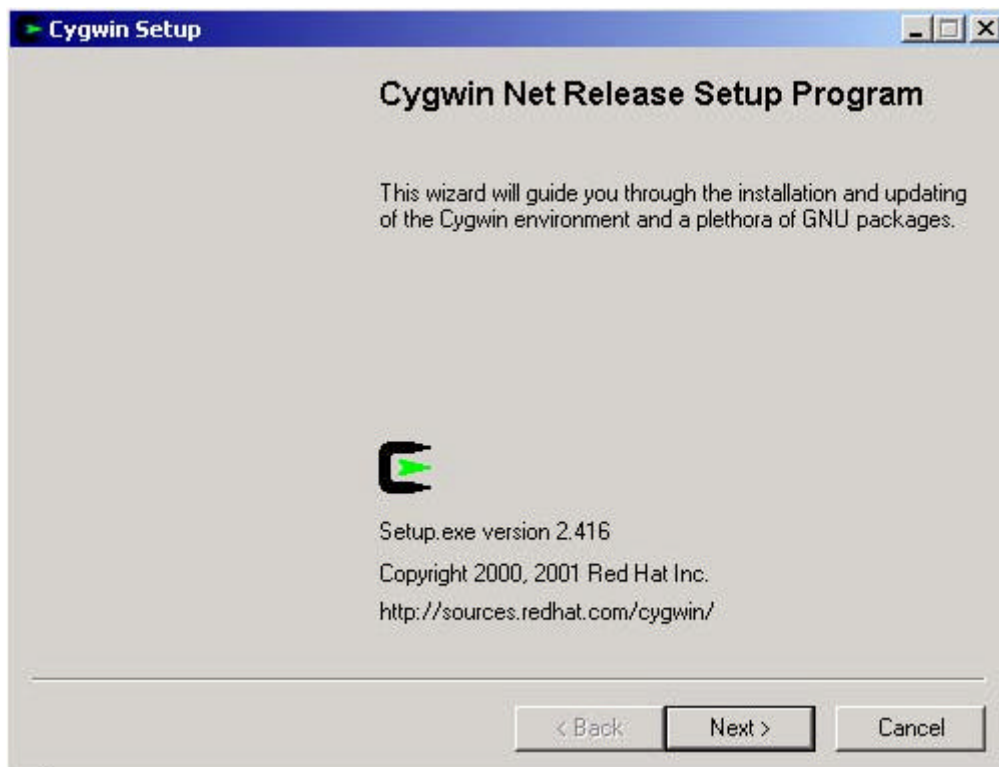 Cygwin Setup
Cygwin Net Release Setup Program
This wizard will guide you through the installation and updating
of the Cygwin environment and a plethora of GNU packages.
Setup.exe version 2.416
Copyright 2000, 2001 Red Hat Inc.
http://sources.redhat.com/cygwin/
< Back Next > Cancel